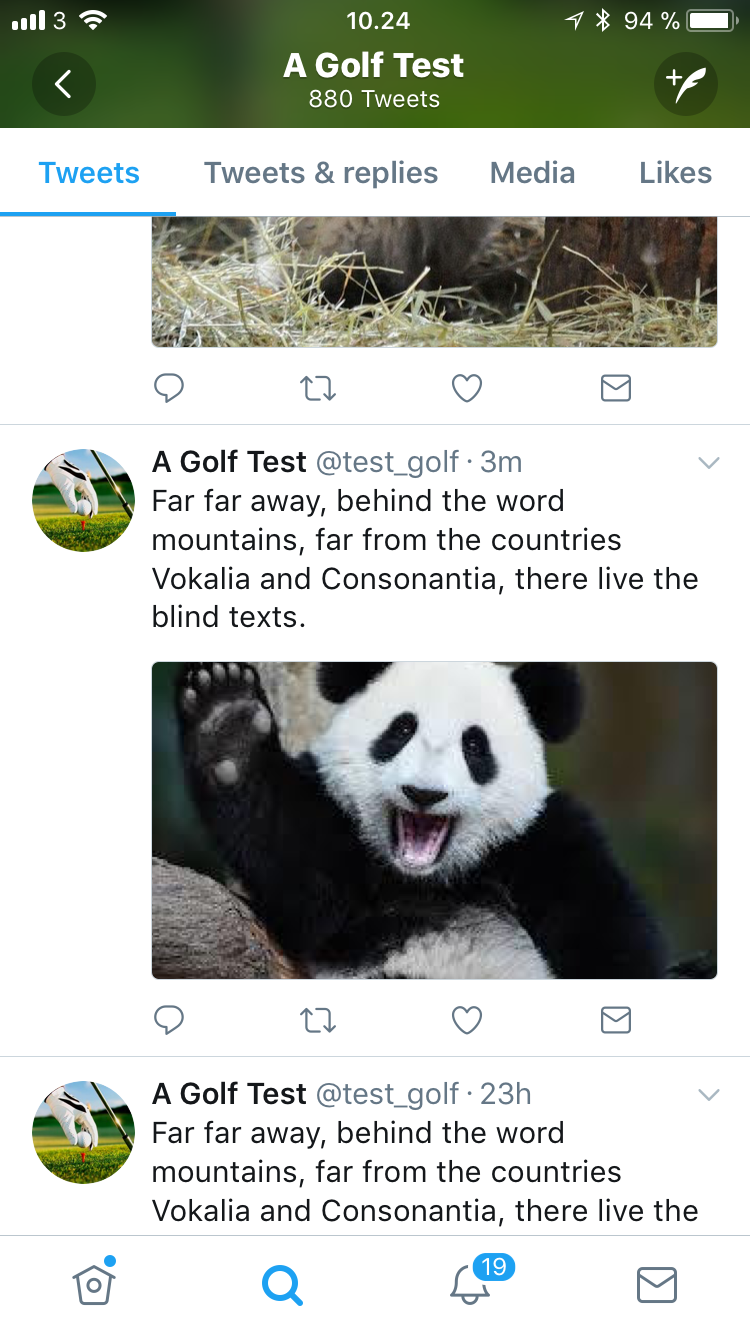 3 10.24 94 %
A Golf Test
880 Tweets
Tweets Tweets & replies Media Likes
A Golf Test @test_golf · 3m
Far far away, behind the word
mountains, far from the countries
Vokalia and Consonantia, there live the
blind texts.
A Golf Test @test_golf · 23h
Far far away, behind the word
mountains, far from the countries
Vokalia and Consonantia, there live the
19